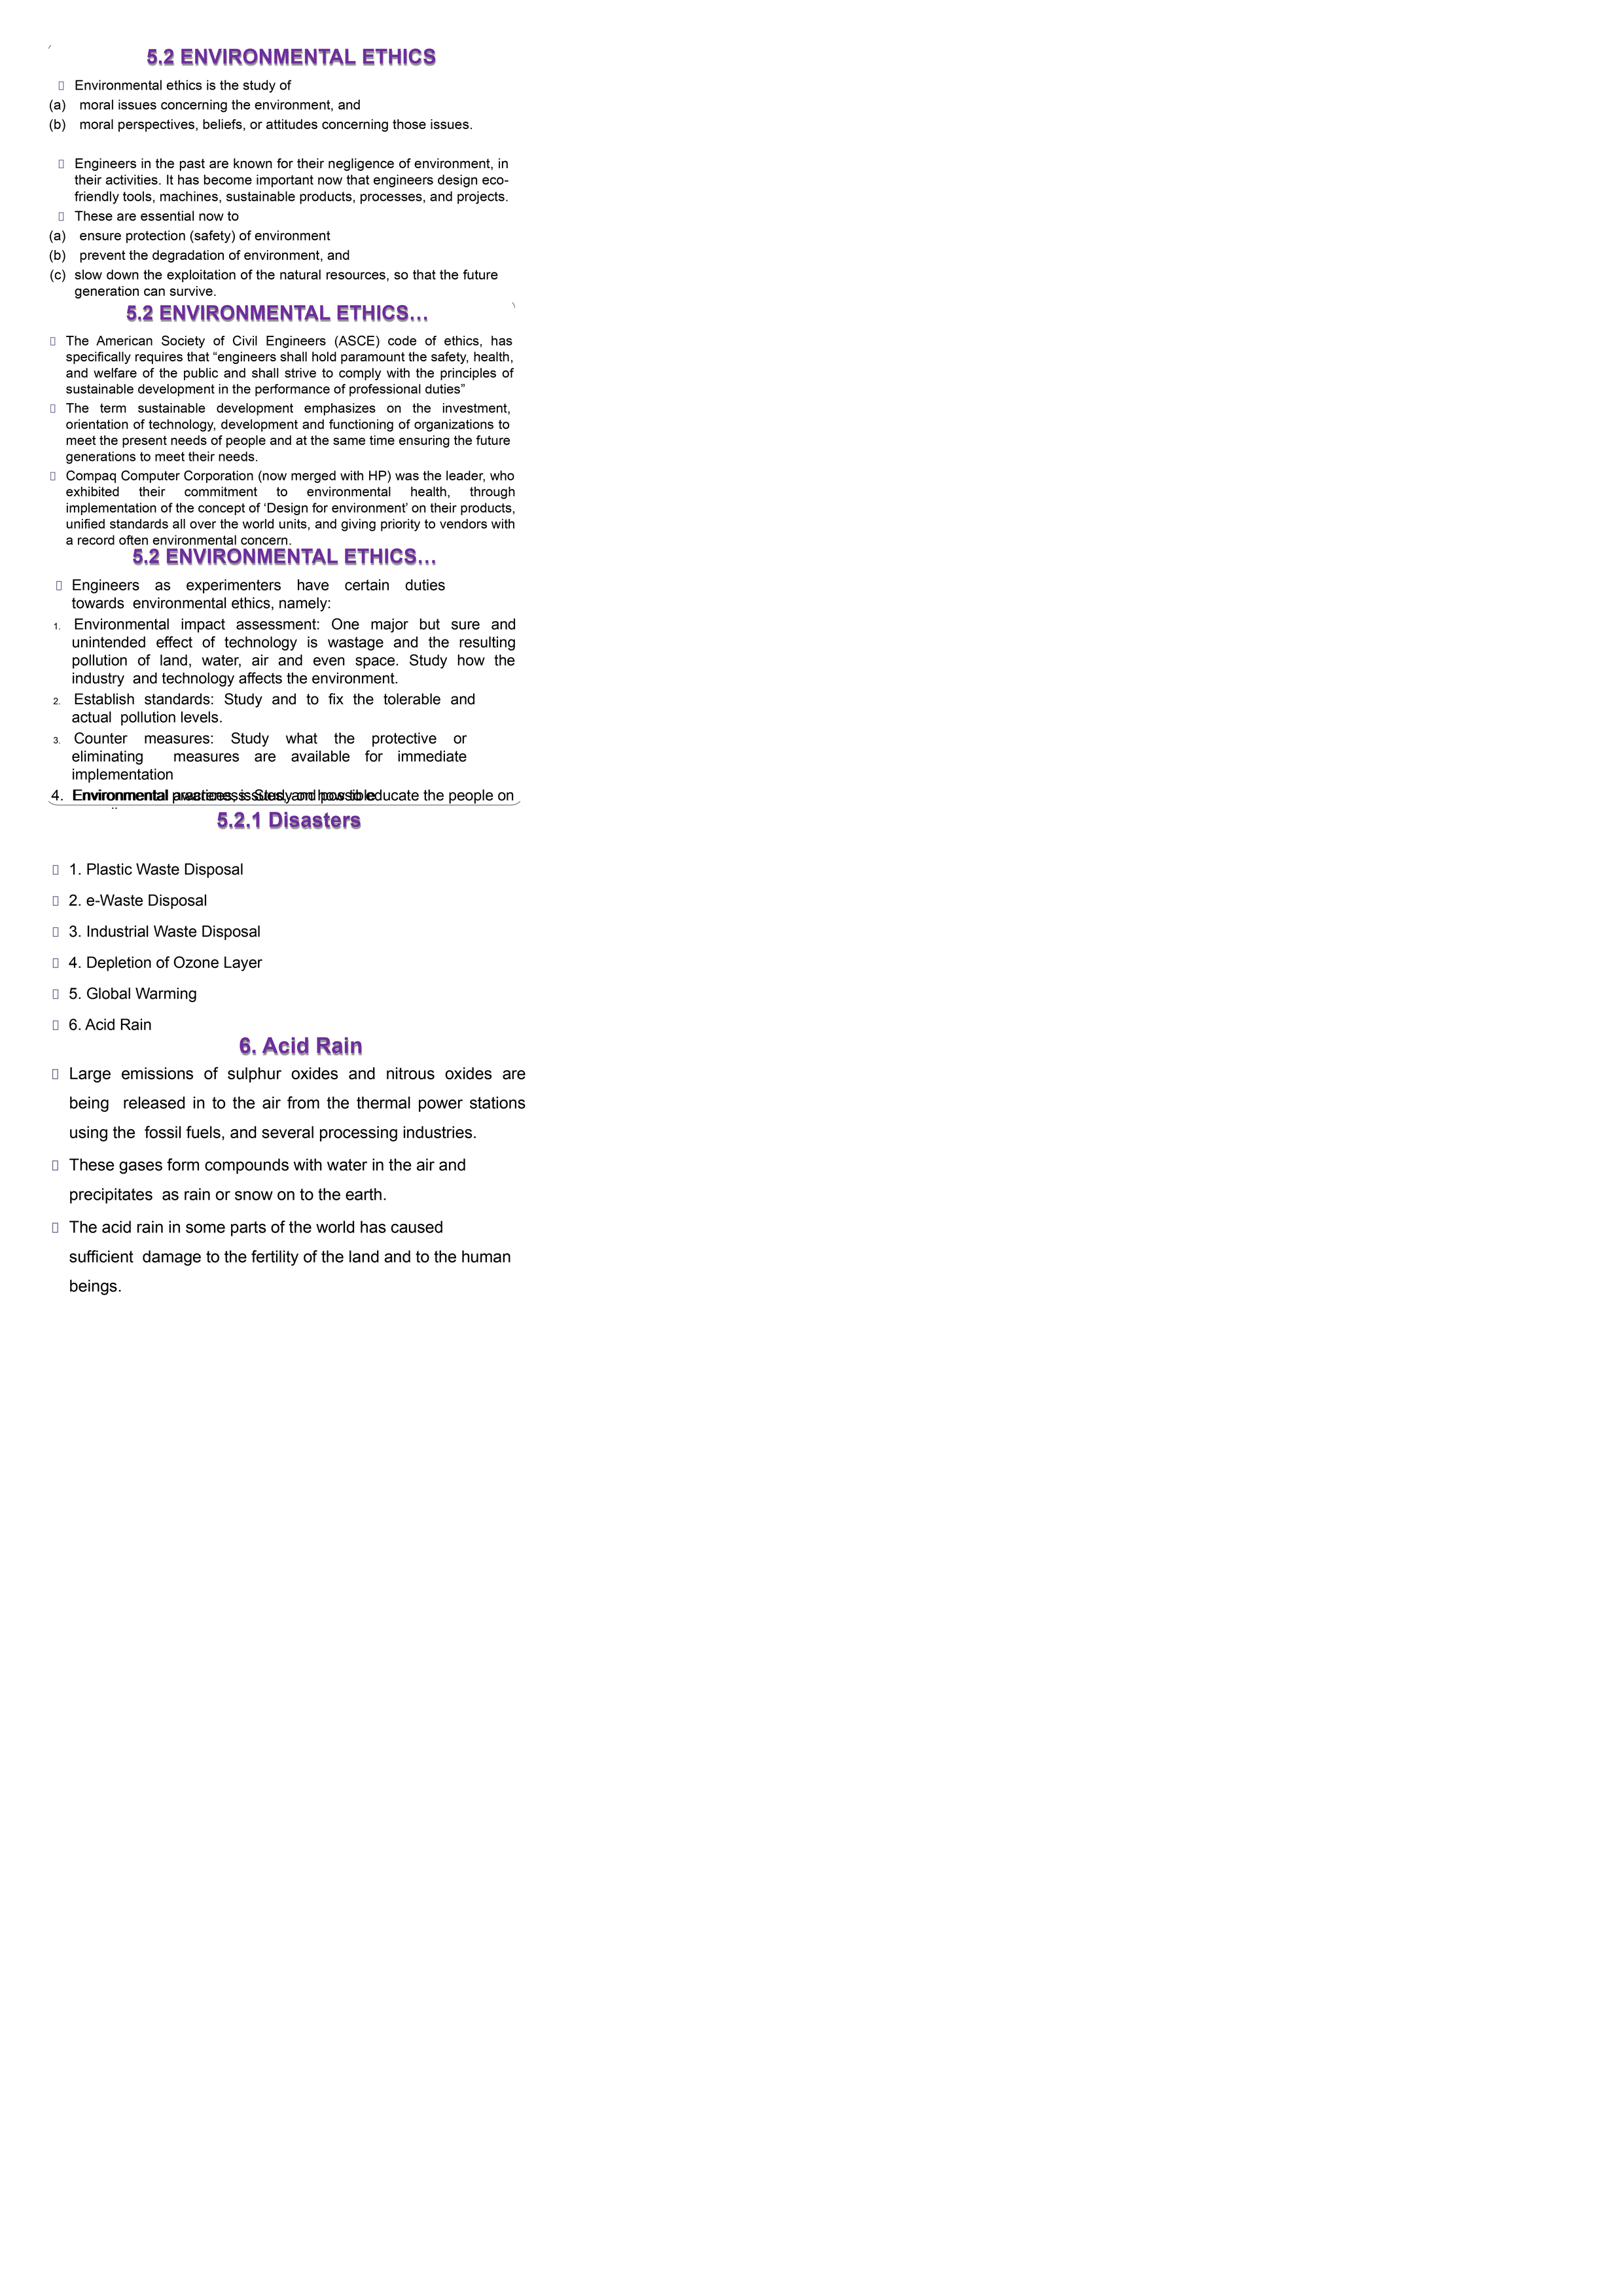 5.2 ENVIRONMENTAL ETHICS
Environmental ethics is the study of
(a) moral issues concerning the environment, and
(b) moral perspectives, beliefs, or attitudes concerning those issues.
Engineers in the past are known for their negligence of environment, in
their activities. It has become important now that engineers design eco-
friendly tools, machines, sustainable products, processes, and projects.
These are essential now to
(a) ensure protection (safety) of environment
(b) prevent the degradation of environment, and
(c) slow down the exploitation of the natural resources, so that the future
generation can survive.
5.2 ENVIRONMENTAL ETHICS…
The American Society of Civil Engineers (ASCE) code of ethics, has
specifically requires that “engineers shall hold paramount the safety, health,
and welfare of the public and shall strive to comply with the principles of
sustainable development in the performance of professional duties”
The term sustainable development emphasizes on the investment,
orientation of technology, development and functioning of organizations to
meet the present needs of people and at the same time ensuring the future
generations to meet their needs.
Compaq Computer Corporation (now merged with HP) was the leader, who
exhibited their commitment to environmental health, through
implementation of the concept of ‘Design for environment’ on their products,
unified standards all over the world units, and giving priority to vendors with
a record often environmental concern.
5.2 ENVIRONMENTAL ETHICS…
Engineers as experimenters have certain duties
towards environmental ethics, namely:
1. Environmental impact assessment: One major but sure and
unintended effect of technology is wastage and the resulting
pollution of land, water, air and even space. Study how the
industry and technology affects the environment.
2. Establish standards: Study and to fix the tolerable and
actual pollution levels.
3. Counter measures: Study what the protective or
eliminating measures are available for immediate
implementation
4. Environmental educate the people on
5.2.1 Disasters
1. Plastic Waste Disposal
2. e-Waste Disposal
3. Industrial Waste Disposal
4. Depletion of Ozone Layer
5. Global Warming
6. Acid Rain
6. Acid Rain
Large emissions of sulphur oxides and nitrous oxides are
being released in to the air from the thermal power stations
using the fossil fuels, and several processing industries.
These gases form compounds with water in the air and
precipitates as rain or snow on to the earth.
The acid rain in some parts of the world has caused
sufficient damage to the fertility of the land and to the human
beings.